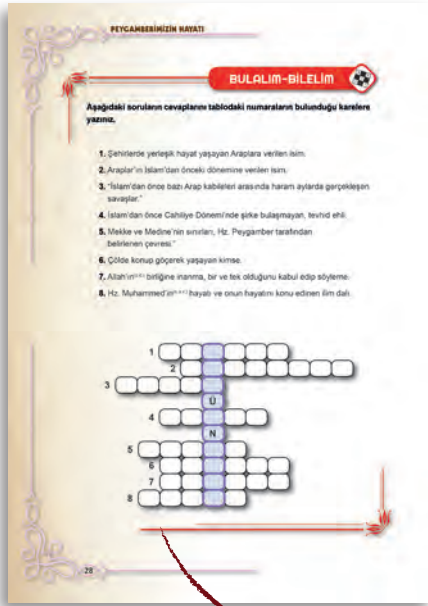 PEYGAMBERİMİZİN HAYATI
BULALIM-BİLELİM
Aşağıdaki soruların cevaplarını tablodaki numaraların bulunduğu karelere
yazınız.
1. Şehirlerde yerleşik hayat yaşayan Araplara verilen isim.
2. Araplar'ın İslam'dan önceki dönemine verilen isim.
3. "İslam'dan önce bazı Arap kabileleri arasında haram aylarda gerçekleşen
savaşlar."
4. İslam'dan önce Cahiliye Dönemi'nde şirke bulaşmayan, tevhid ehli.
5. Mekke ve Medine'nin sınırları, Hz. Peygamber tarafından
belirlenen çevresi."
6. Çölde konup göçerek yaşayan kimse.
7. Allah'ın birliğine inanma, bir ve tek olduğunu kabul edip söyleme.
8. Hz. Muhammed'in hayatı ve onun hayatını konu edinen ilim dalı.
1
2
3
Ü
4
N
5
6
7
8
28